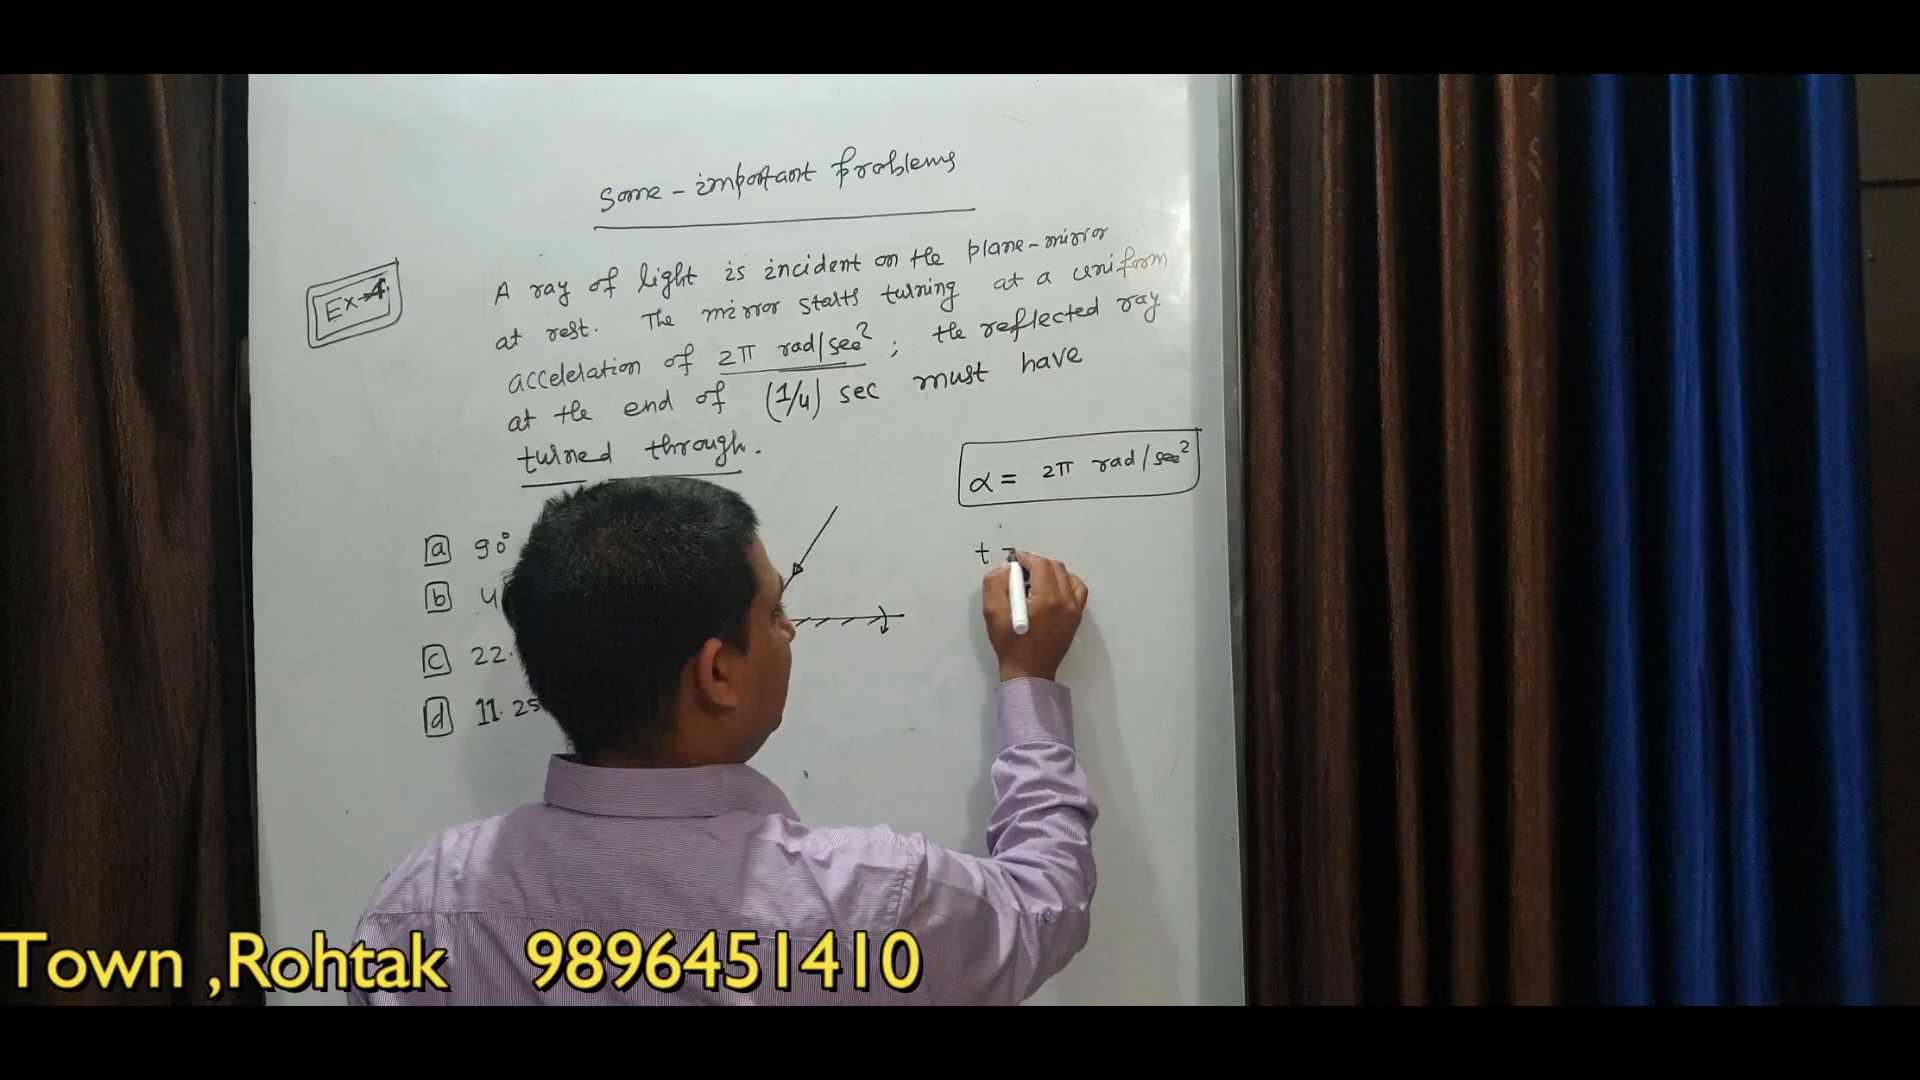 Some - important Problems
Ex→4.
A ray of light is incident on the plane-mirror
at rest. The mirror starts turning at a uniform
acceleration of 2π rad/sec²; the reflected ray
at the end of (1/4) sec must have
turned through.
α = 2π rad/sec²
t =
a 90°
b 4
c 22.
d 11.25
Town ,Rohtak 9896451410